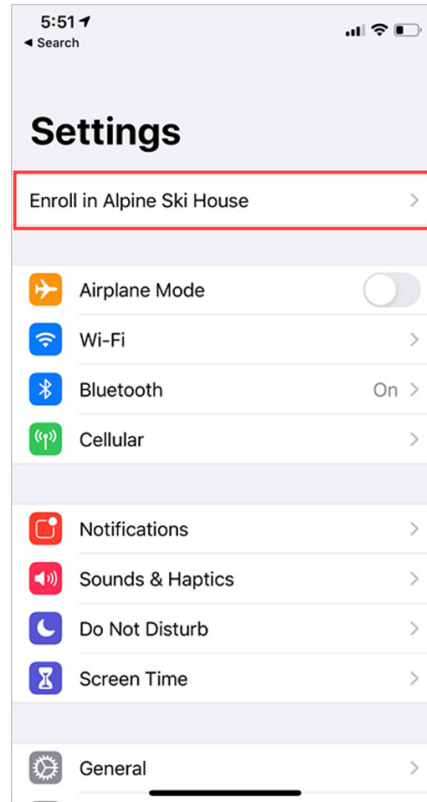 5:51
◀ Search
Settings
Enroll in Alpine Ski House
Airplane Mode
Wi-Fi
Bluetooth On
Cellular
Notifications
Sounds & Haptics
Do Not Disturb
Screen Time
General